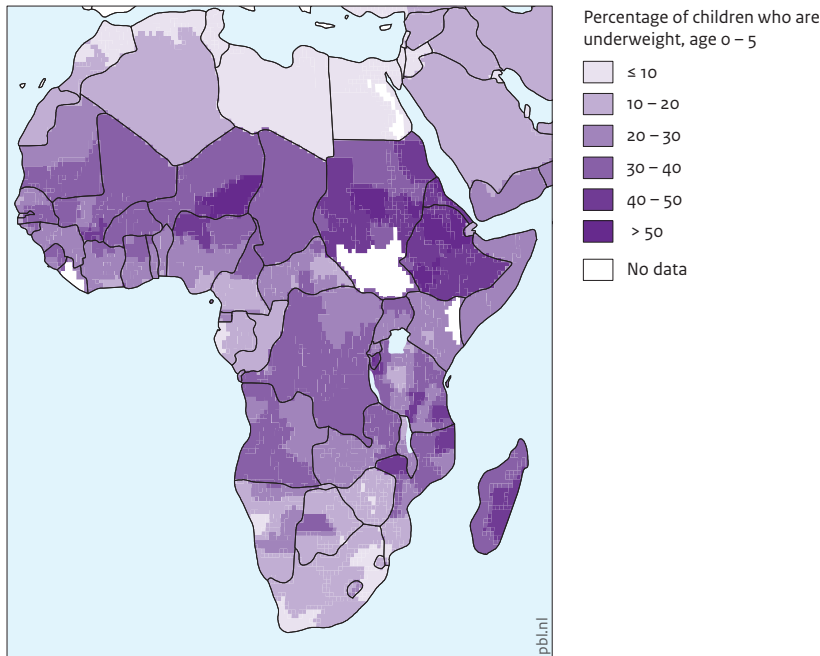 Percentage of children who are
underweight, age 0 – 5
≤ 10
10 – 20
20 – 30
30 – 40
40 – 50
> 50
No data
pbl.nl